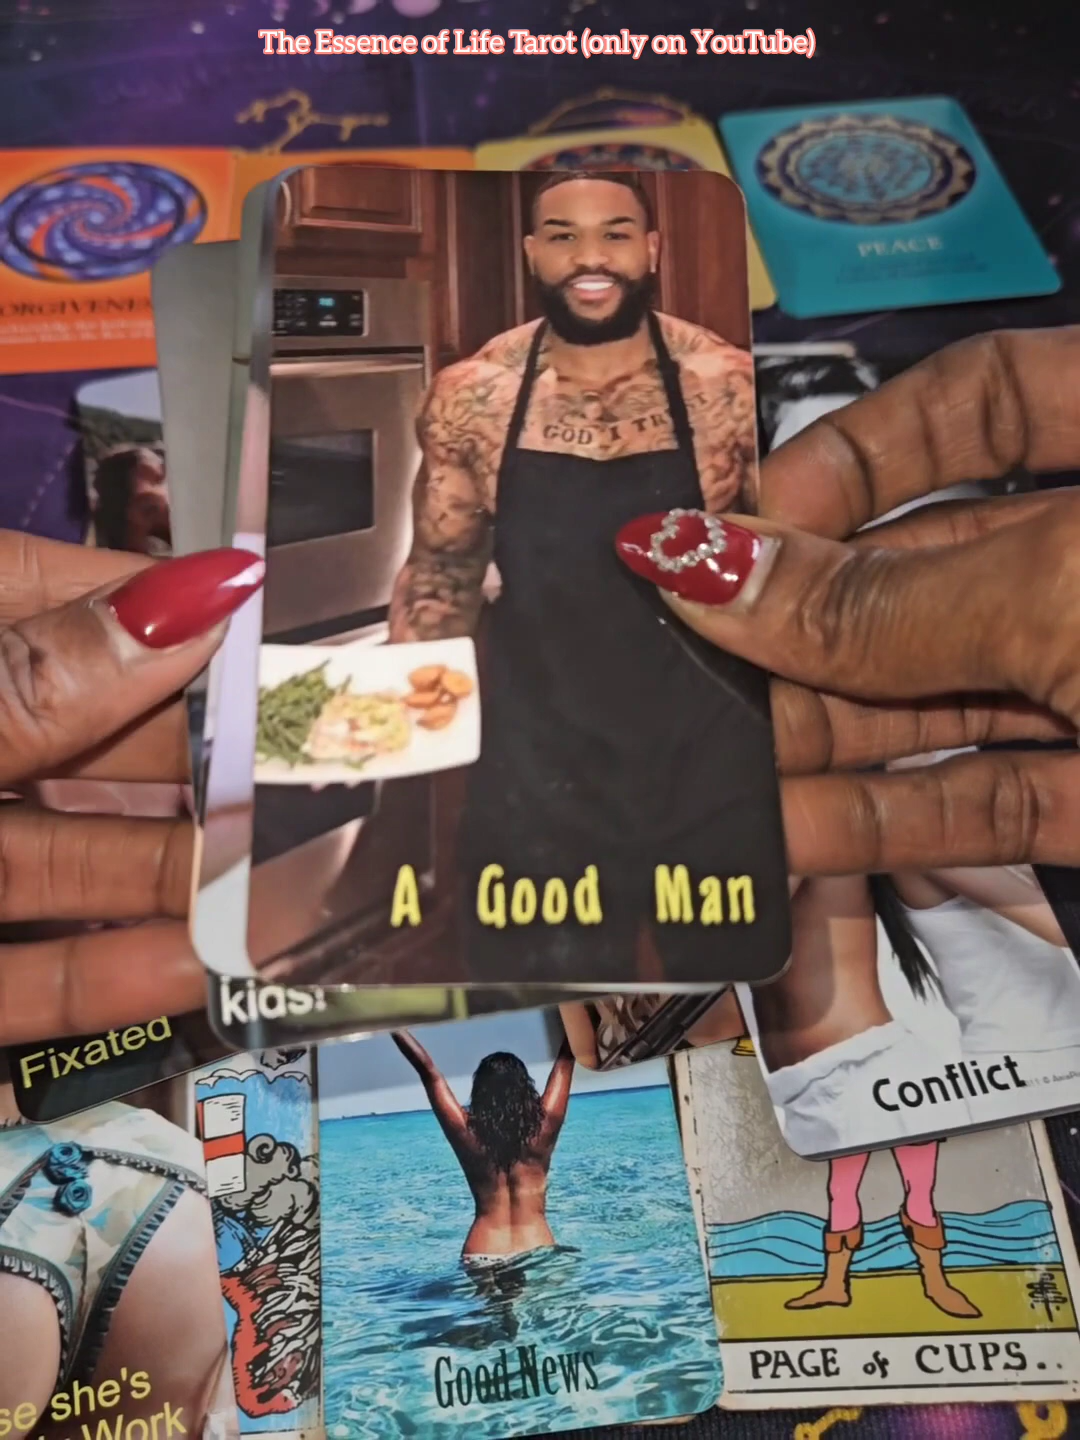 The Essence of Life Tarot (only on YouTube)
PEACE
ORGIVENE
GOD I TR
A Good Man
kids!
Fixated
Conflict
Good News
PAGE of CUPS..
se she's
Work